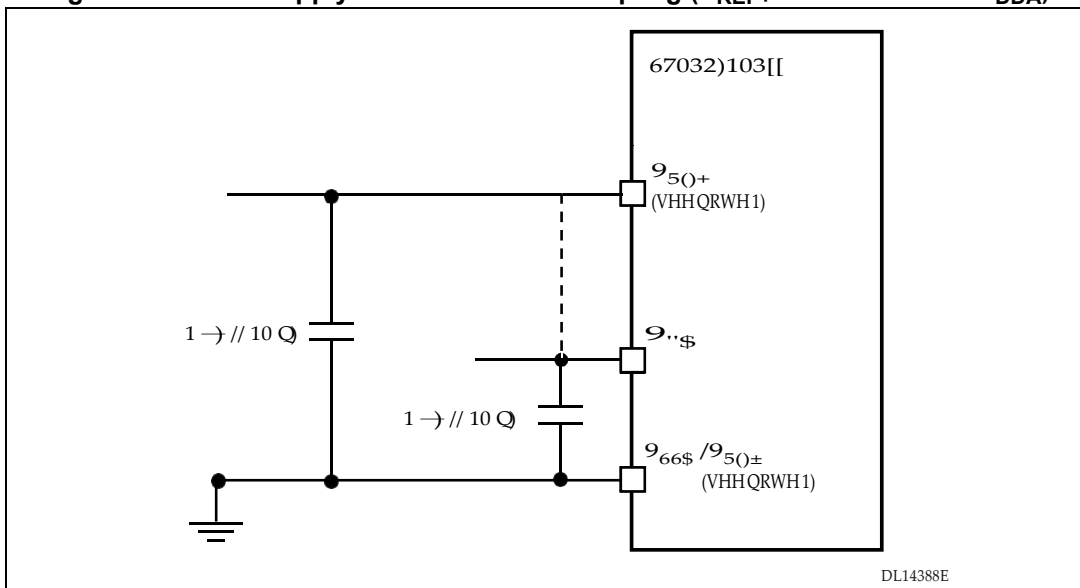 67032)103[[
95()+
(VHHQRWH1)
1 –) // 10 Q)
9''$
1 –) // 10 Q)
966$ /95()±
(VHHQRWH1)
DL14388E